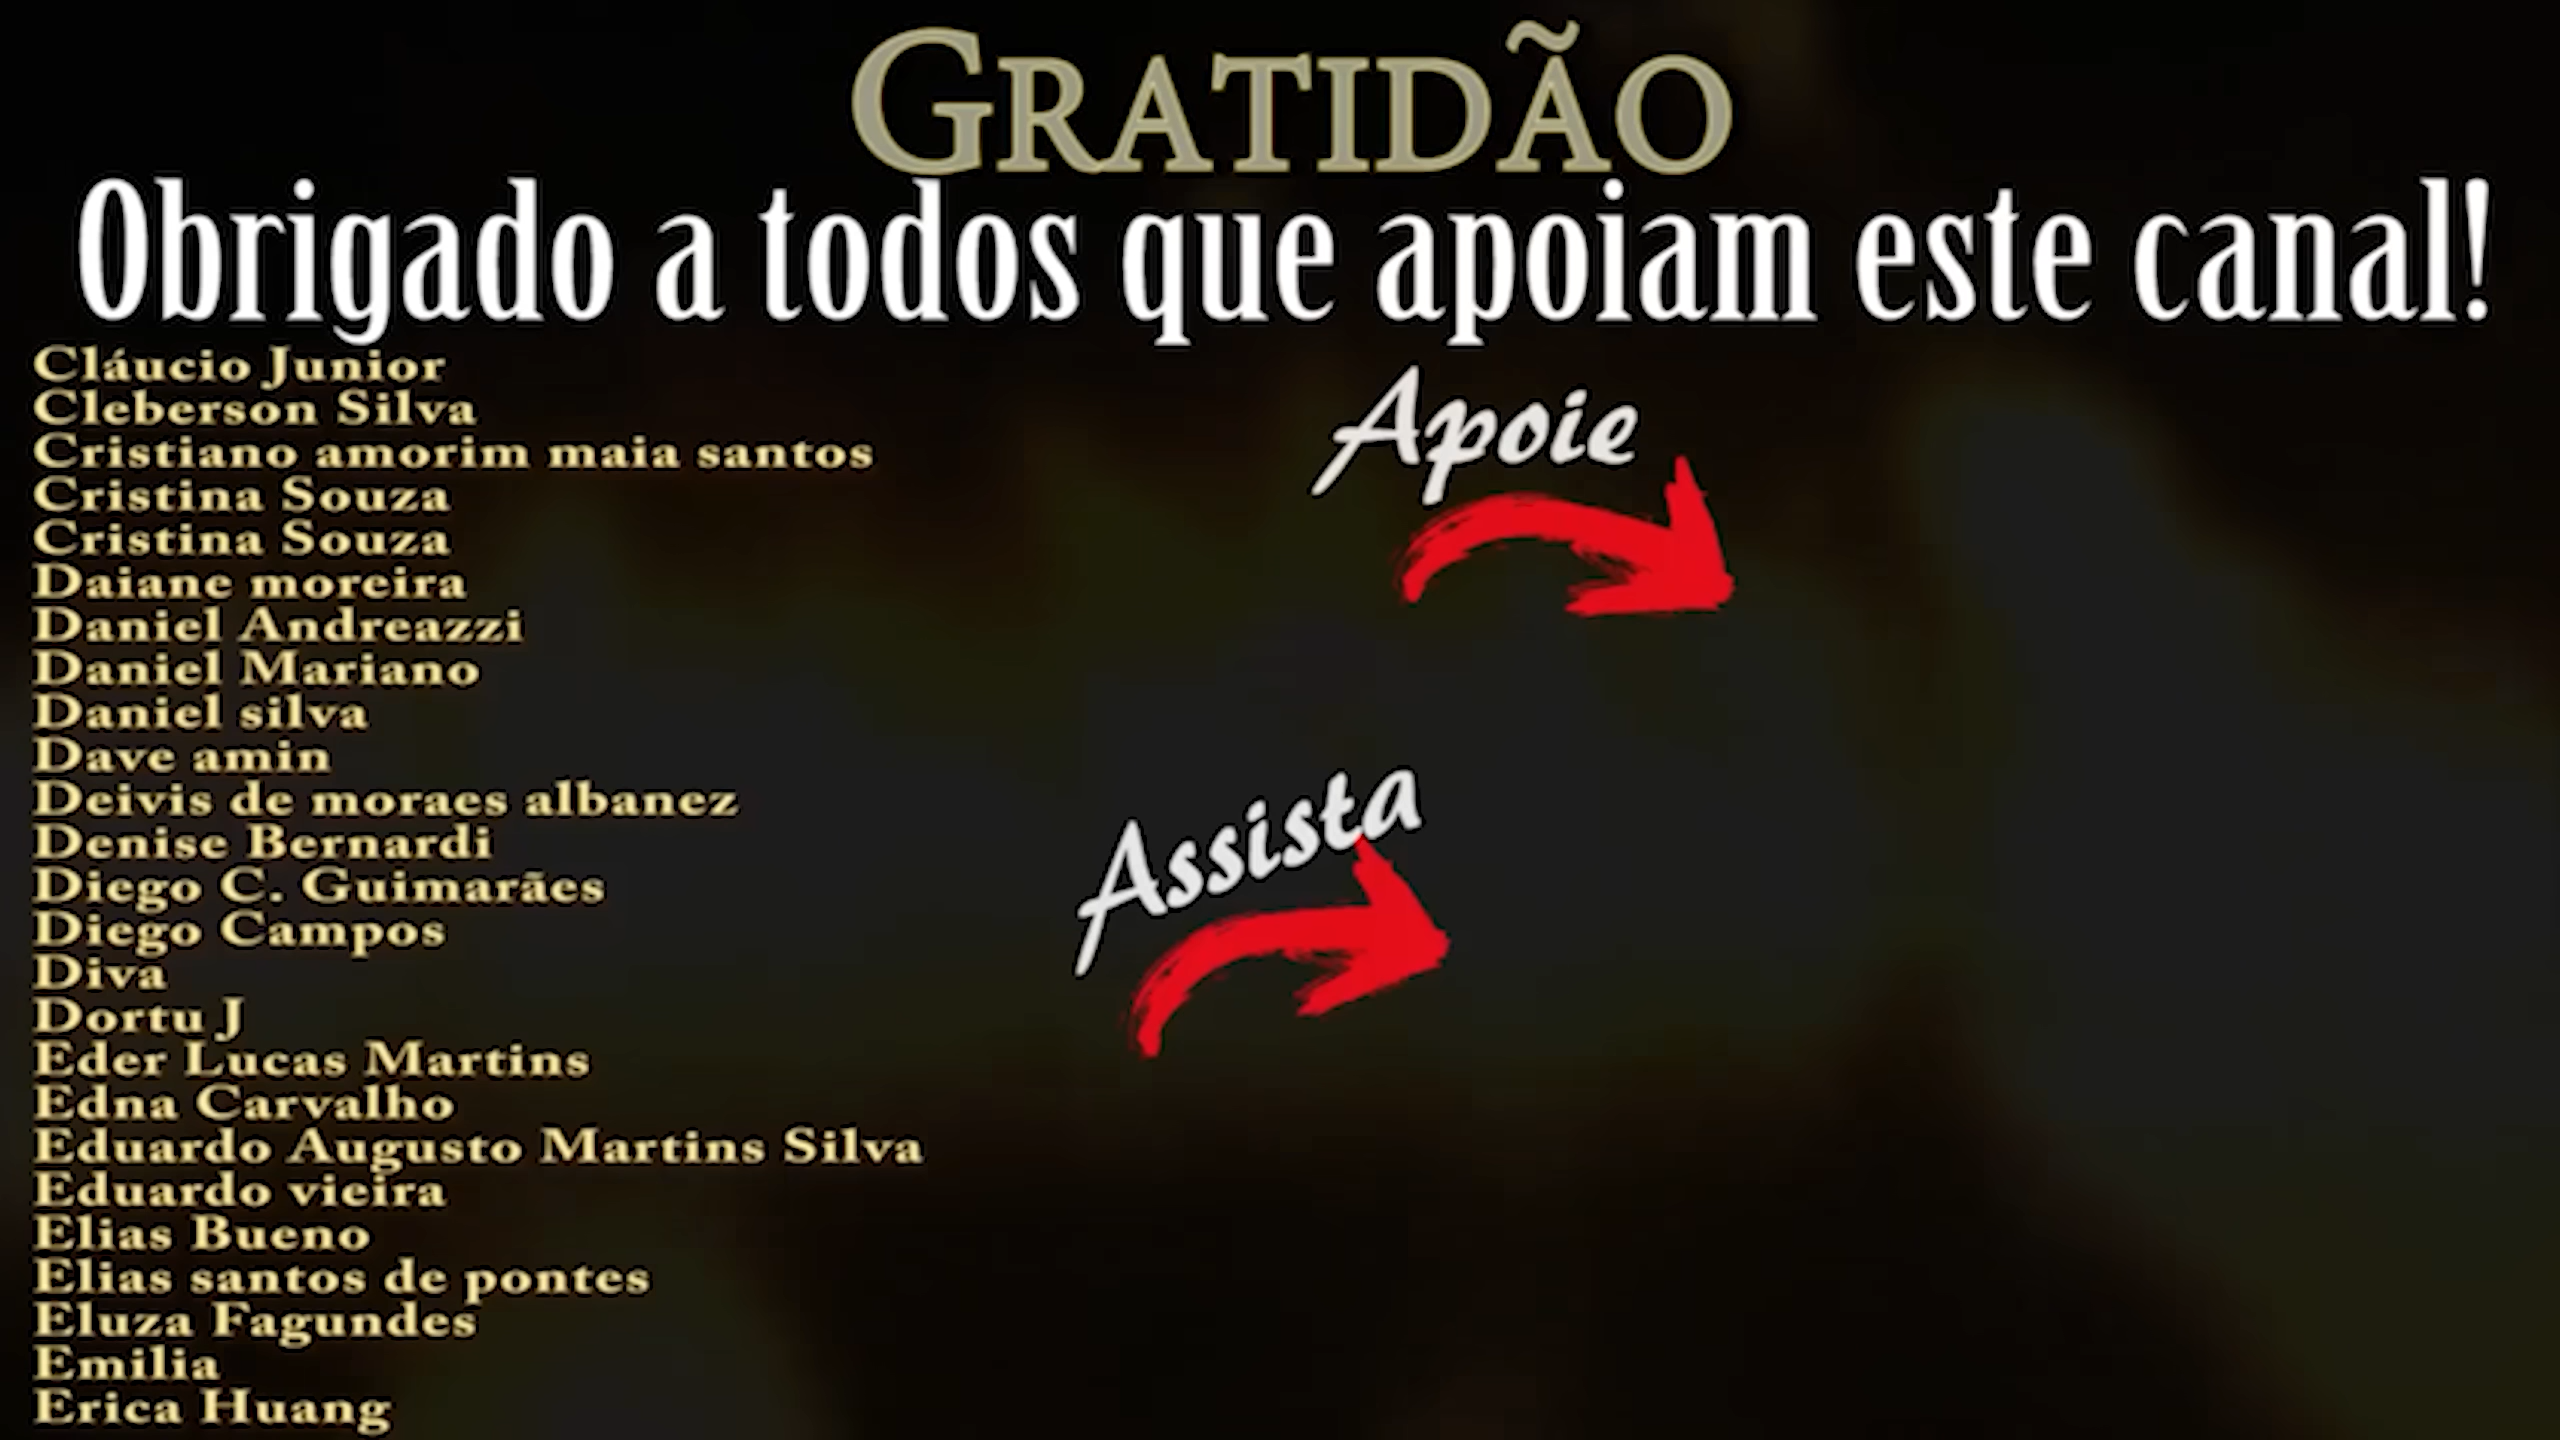 GRATIDÃO
Obrigado a todos que apoiam este canal!
Cláucio Junior
Cleberson Silva
Cristiano amorim maia santos
Cristina Souza
Cristina Souza
Daiane moreira
Daniel Andreazzi
Daniel Mariano
Daniel silva
Dave amin
Deivis de moraes albanez
Denise Bernardi
Diego C. Guimarães
Diego Campos
Diva
Dortu J
Eder Lucas Martins
Edna Carvalho
Eduardo Augusto Martins Silva
Eduardo vieira
Elias Bueno
Elias santos de pontes
Eluza Fagundes
Emilia
Erica Huang
Apoie
Assista